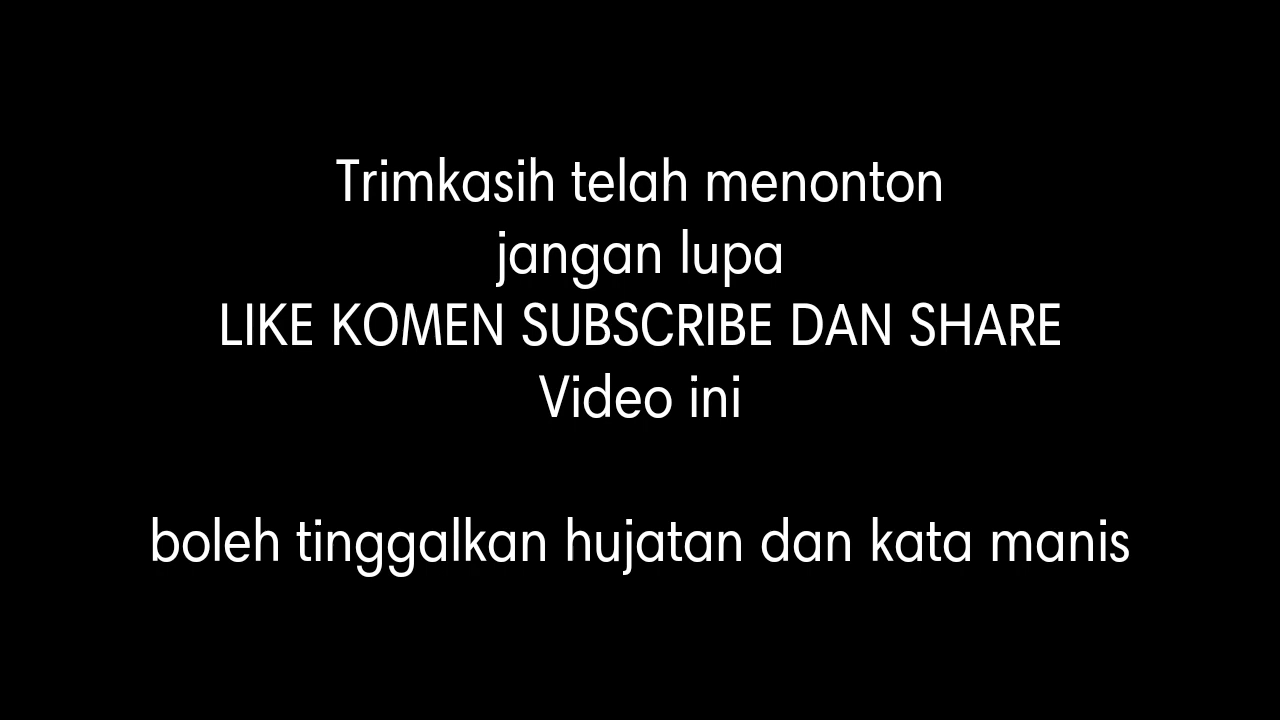 Trimkasih telah menonton
jangan lupa
LIKE KOMEN SUBSCRIBE DAN SHARE
Video ini
boleh tinggalkan hujatan dan kata manis